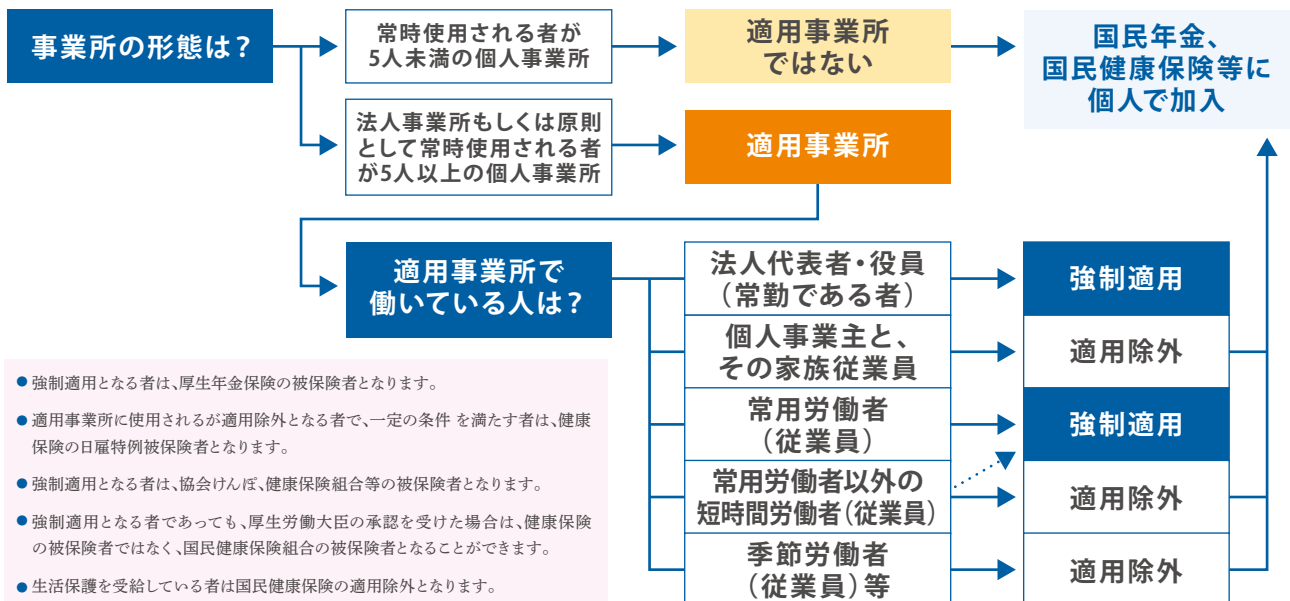 事業所の形態は？
常時使用される者が
5人未満の個人事業所
適用事業所
ではない
国民年金、
国民健康保険等に
個人で加入
法人事業所もしくは原則
として常時使用される者
が5人以上の個人事業所
適用事業所
適用事業所で
働いている人は？
法人代表者・役員
（常勤である者）
強制適用
個人事業主と、
その家族従業員
適用除外
常用労働者
（従業員）
強制適用
常用労働者以外の
短時間労働者（従業員）
適用除外
季節労働者
（従業員）等
適用除外
●強制適用となる者は、厚生年金保険の被保険者となります。
●適用事業所に使用されるが適用除外となる者で、一定の条件 を満たす者は、健康
保険の日雇特例被保険者となります。
●強制適用となる者は、協会けんぽ、健康保険組合等の被保険者となります。
●強制適用となる者であっても、厚生労働大臣の承認を受けた場合は、健康保険
の被保険者ではなく、国民健康保険組合の被保険者となることができます。
●生活保護を受給している者は国民健康保険の適用除外となります。